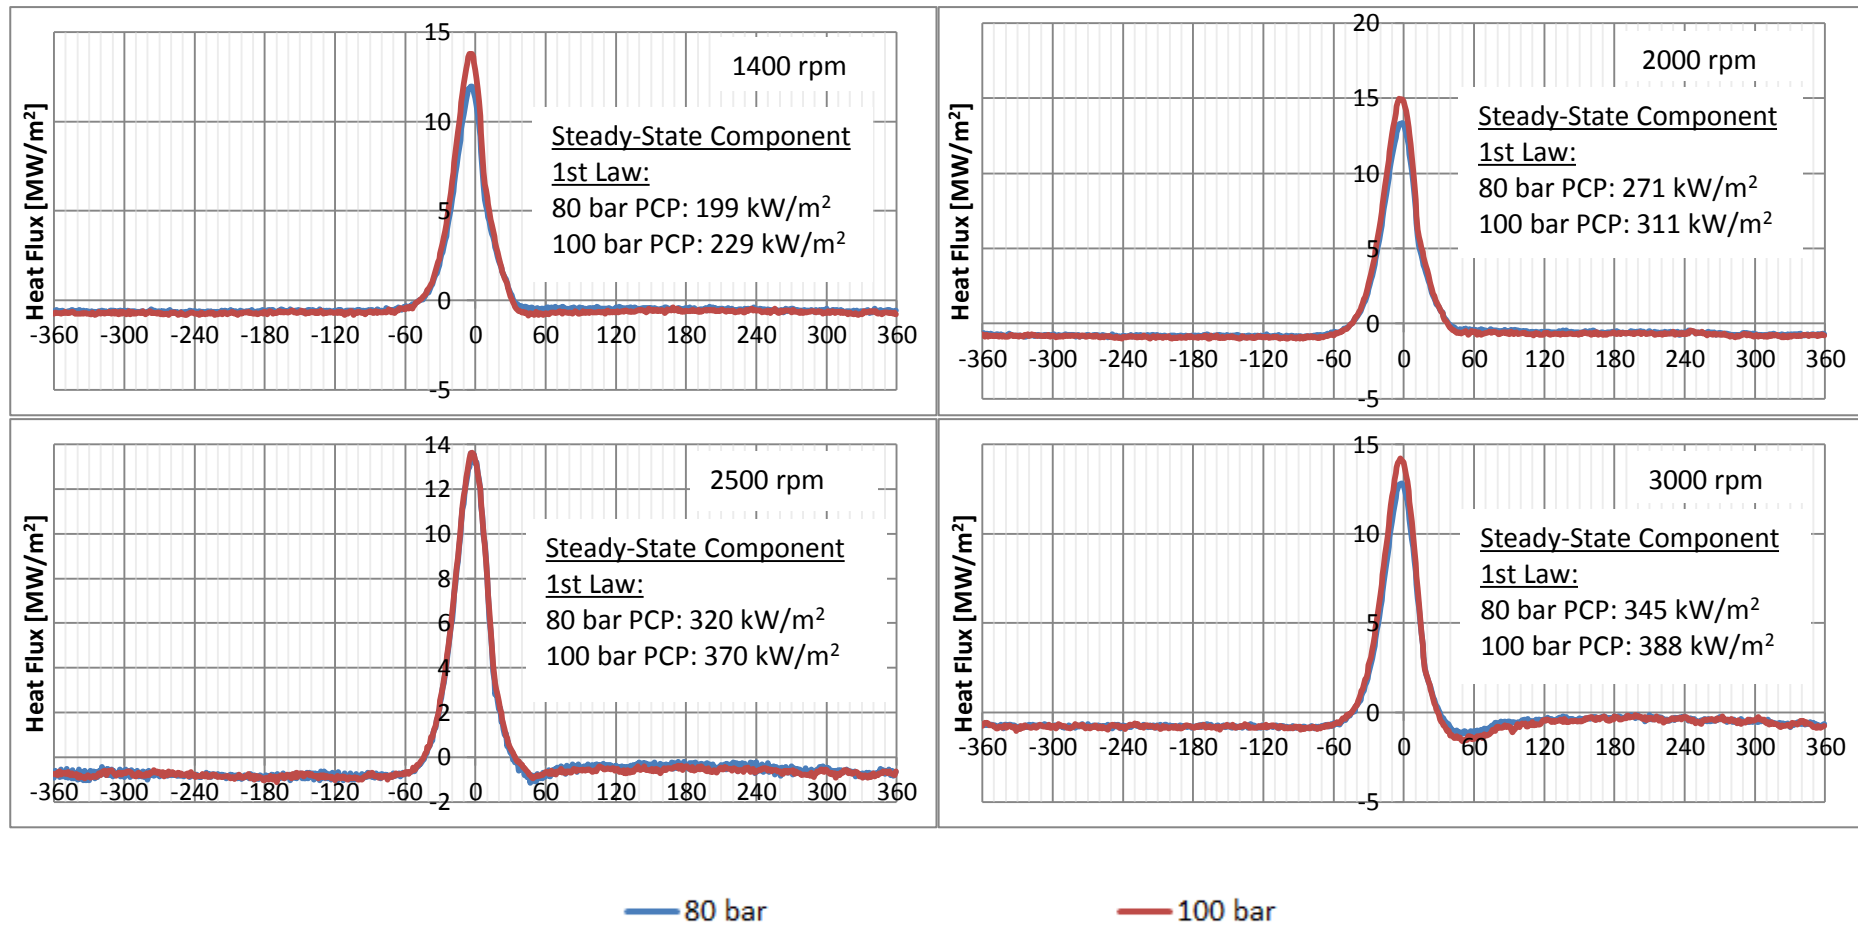 15
1400 rpm
10
Steady-State Component
1st Law:
80 bar PCP: 199 kW/m²
100 bar PCP: 229 kW/m²
5
0
-360 -300 -240 -180 -120 -60 0 60 120 180 240 300 360
-5
Heat Flux [MW/m²]
20
2000 rpm
15
Steady-State Component
1st Law:
80 bar PCP: 271 kW/m²
100 bar PCP: 311 kW/m²
10
5
0
-360 -300 -240 -180 -120 -60 0 60 120 180 240 300 360
-5
Heat Flux [MW/m²]
14
2500 rpm
12
10
Steady-State Component
1st Law:
80 bar PCP: 320 kW/m²
100 bar PCP: 370 kW/m²
8
6
4
2
0
-360 -300 -240 -180 -120 -60 0 60 120 180 240 300 360
-2
Heat Flux [MW/m²]
15
3000 rpm
10
Steady-State Component
1st Law:
80 bar PCP: 345 kW/m²
100 bar PCP: 388 kW/m²
5
0
-360 -300 -240 -180 -120 -60 0 60 120 180 240 300 360
-5
Heat Flux [MW/m²]
80 bar
100 bar